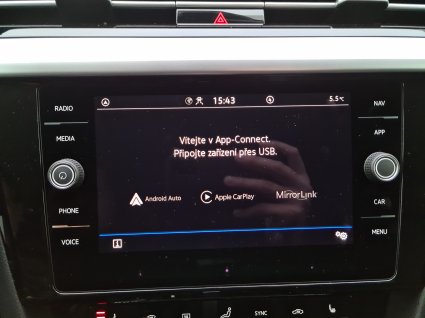 RADIO
MEDIA
PHONE
VOICE
15:43
5.5°C
Vítejte v App-Connect.
Připojte zařízení přes USB.
Android Auto
Apple CarPlay
MirrorLink
NAV
APP
CAR
MENU
SYNC